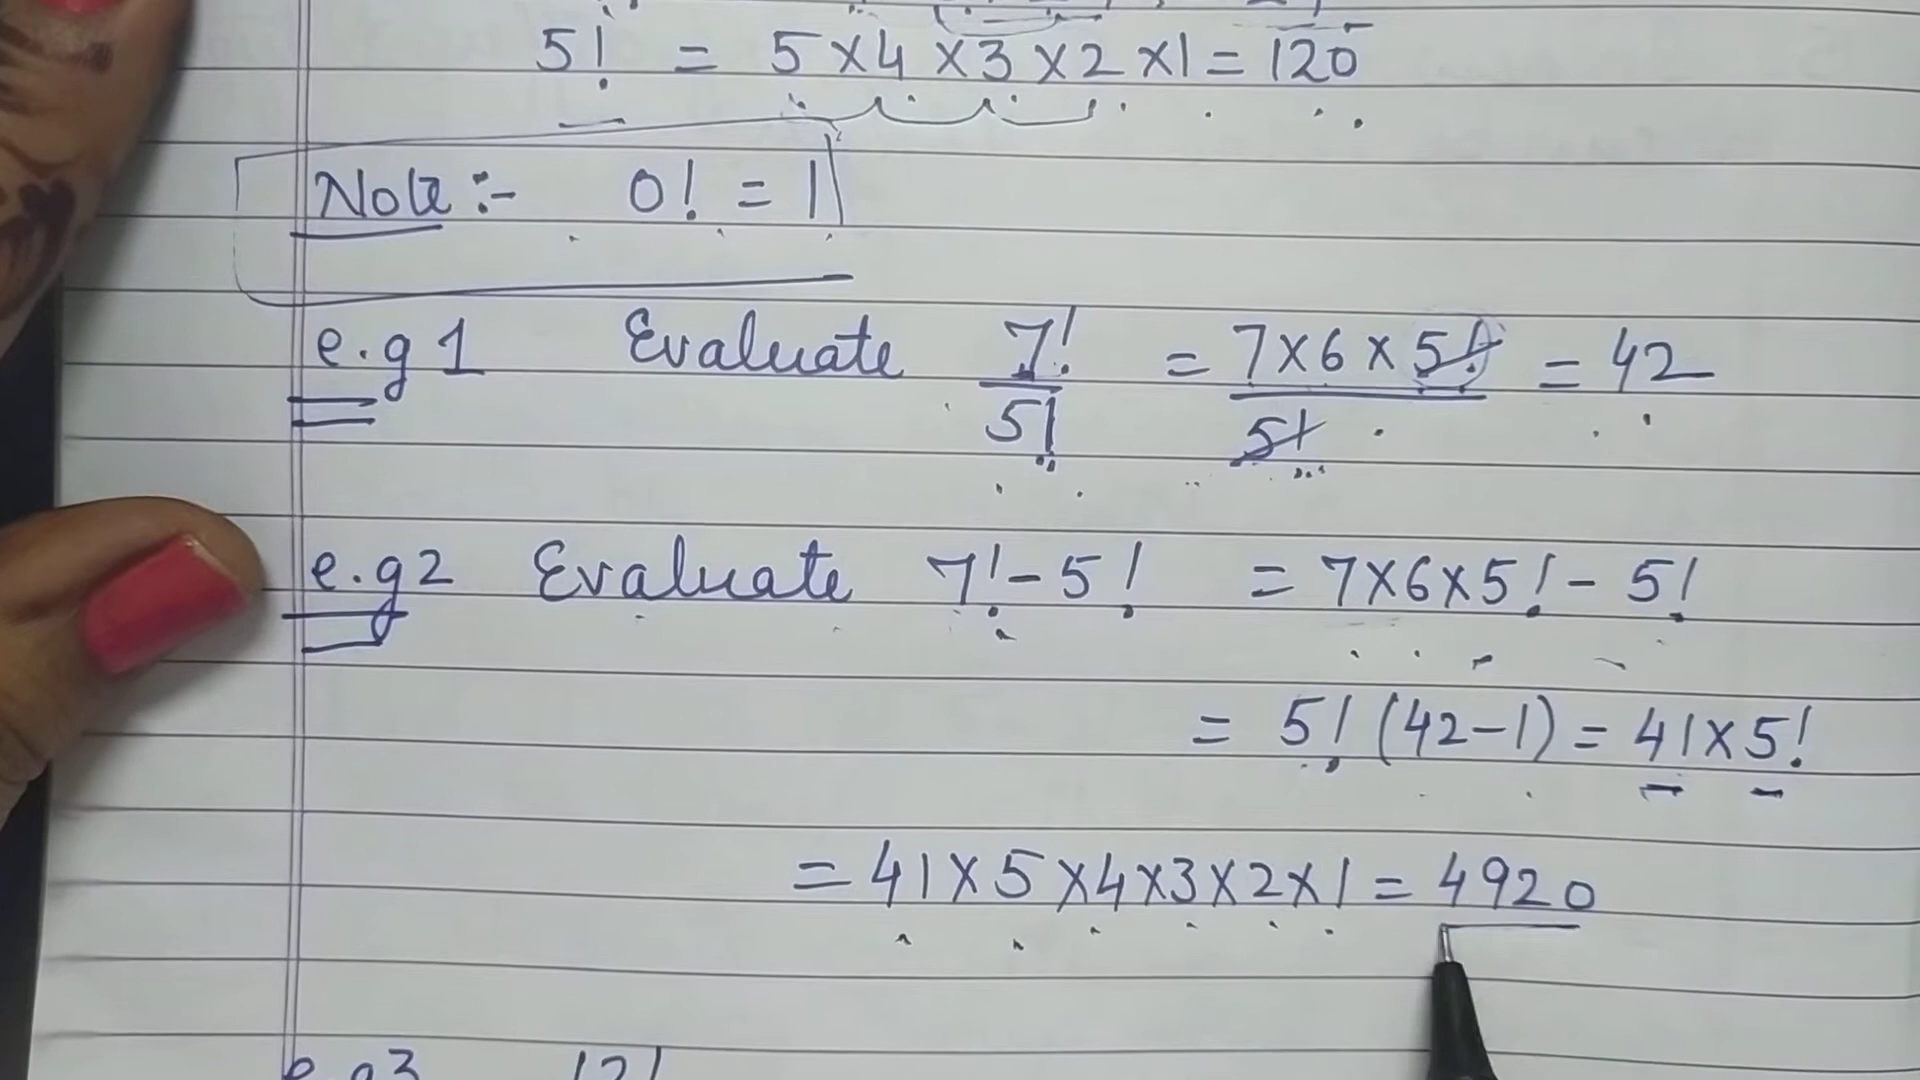 5! = 5×4×3×2×1 = 120
Note:- 0! = 1
e.g 1 Evaluate 7!/5! = 7×6×5!/5! = 42
e.g 2 Evaluate 7!-5! = 7×6×5!-5!
= 5!(42-1) = 41×5!
= 41×5×4×3×2×1 = 4920
e.g 3 12!